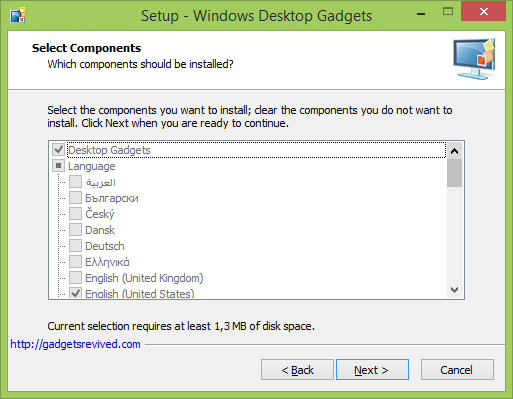 Setup - Windows Desktop Gadgets
Select Components
Which components should be installed?
Select the components you want to install; clear the components you do not want to
install. Click Next when you are ready to continue.
Desktop Gadgets
Language
العربية
Български
Český
Dansk
Deutsch
Ελληνικά
English (United Kingdom)
English (United States)
Current selection requires at least 1,3 MB of disk space.
http://gadgetsrevived.com
< Back Next > Cancel